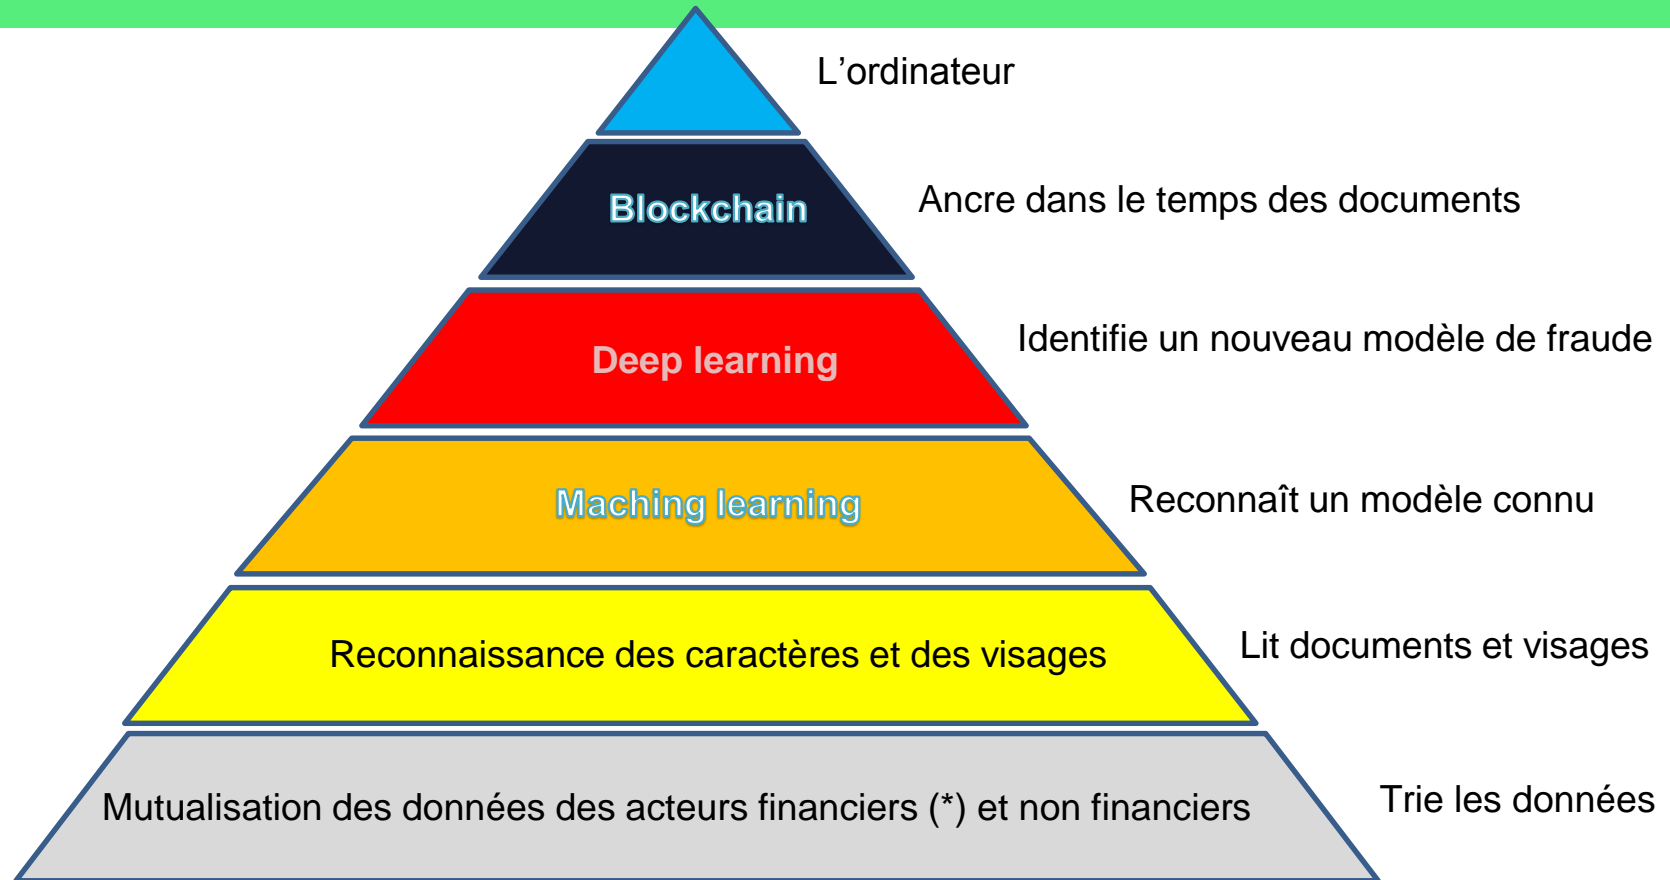 L’ordinateur
Blockchain
Ancre dans le temps des documents
Deep learning
Identifie un nouveau modèle de fraude
Maching learning
Reconnaît un modèle connu
Reconnaissance des caractères et des visages
Lit documents et visages
Mutualisation des données des acteurs financiers (*) et non financiers
Trie les données